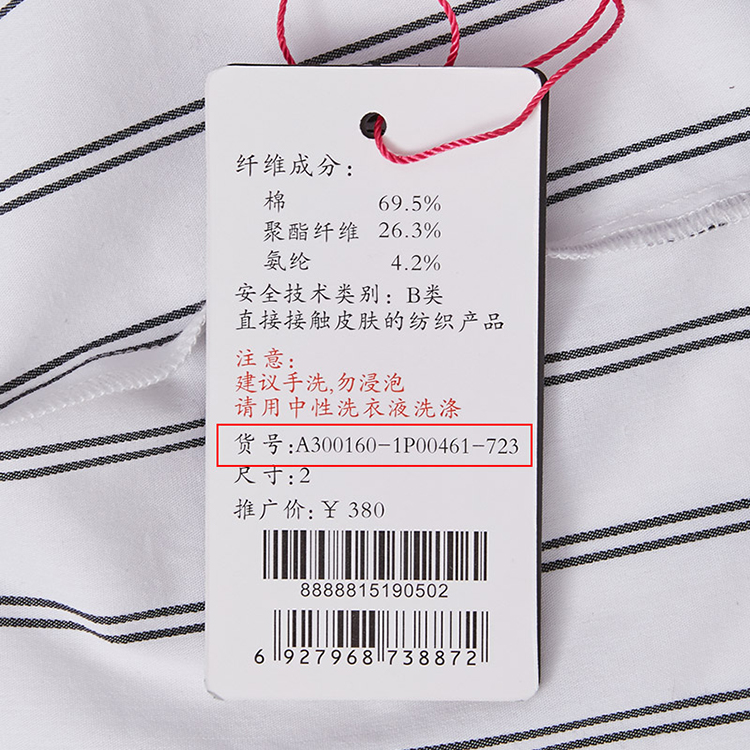 纤维成分:
棉 69.5%
聚酯纤维 26.3%
氨纶 4.2%
安全技术类别: B类
直接接触皮肤的纺织产品
注意:
建议手洗,勿浸泡
请用中性洗衣液洗涤
货号:A300160-1P00461-723
尺寸:2
推广价:¥ 380
8888815190502
6 927968 738872